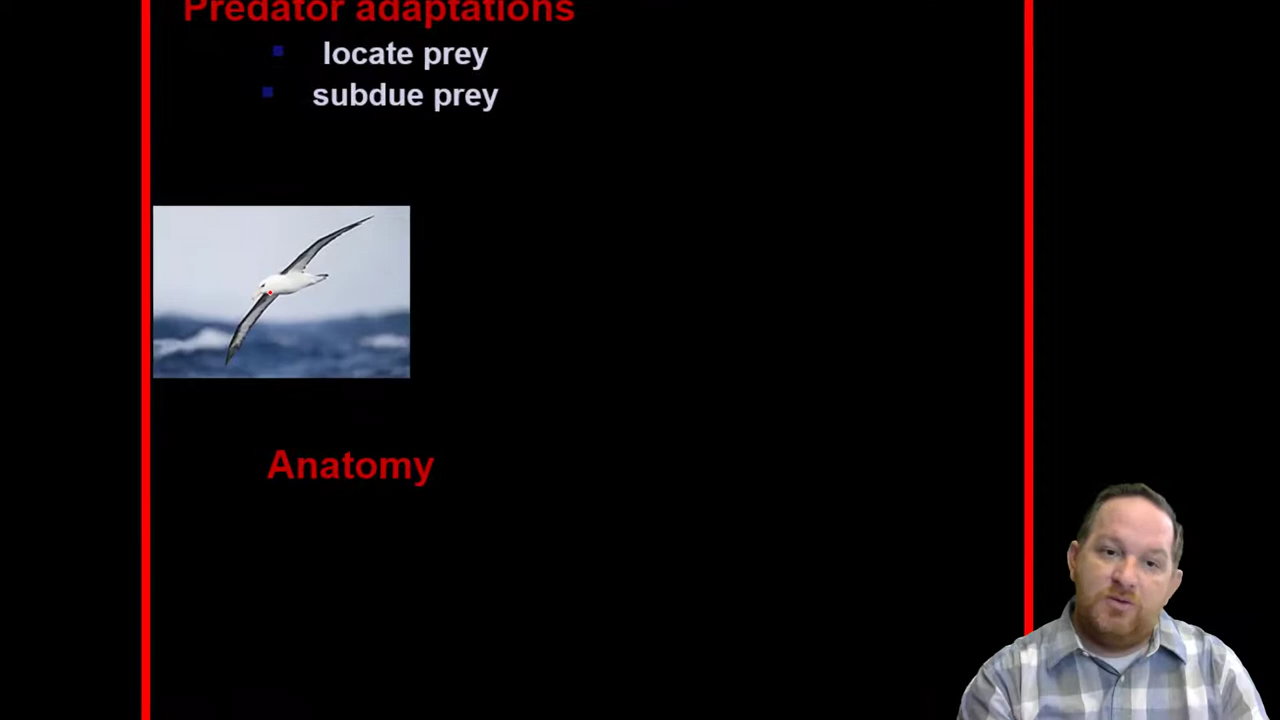 Predator adaptations
locate prey
subdue prey
Anatomy